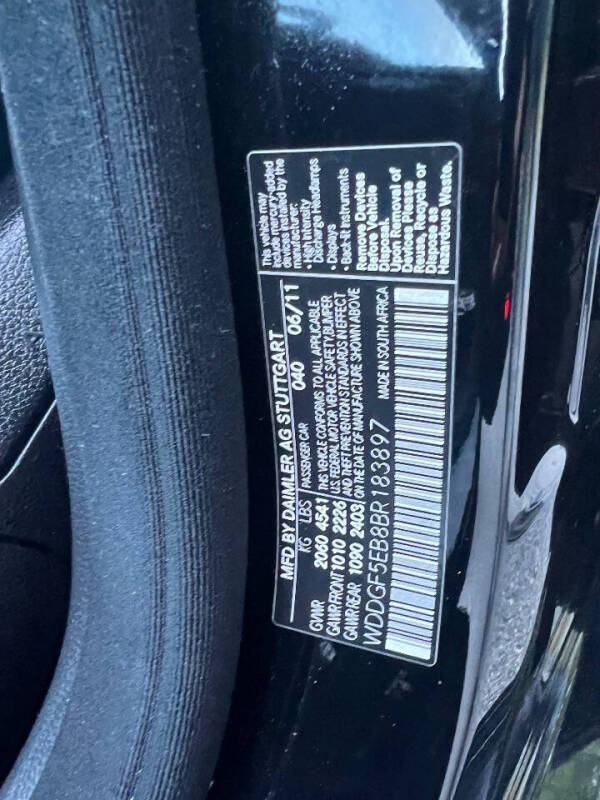 MFD BY DAIMLER AG STUTTGART
KG LBS PASSENGER CAR 040 06/11
GVWR 2060 4541 THIS VEHICLE CONFORMS TO ALL APPLICABLE
GAWR FRONT 1010 2226 U.S. FEDERAL MOTOR VEHICLE SAFETY, BUMPER
AND THEFT PREVENTION STANDARDS IN EFFECT
GAWR REAR 1090 2403 ON THE DATE OF MANUFACTURE SHOWN ABOVE
WDDGF5EB8BR183897 MADE IN SOUTH AFRICA
This vehicle may
include mercury-added
devices installed by the
manufacturer:
• High Intensity
Discharge Headlamps
• Displays
• Back-lit Instruments
Remove Devices
Before Vehicle
Disposal.
Upon Removal of
Devices, Please
Reuse, Recycle or
Dispose as
Hazardous Waste.